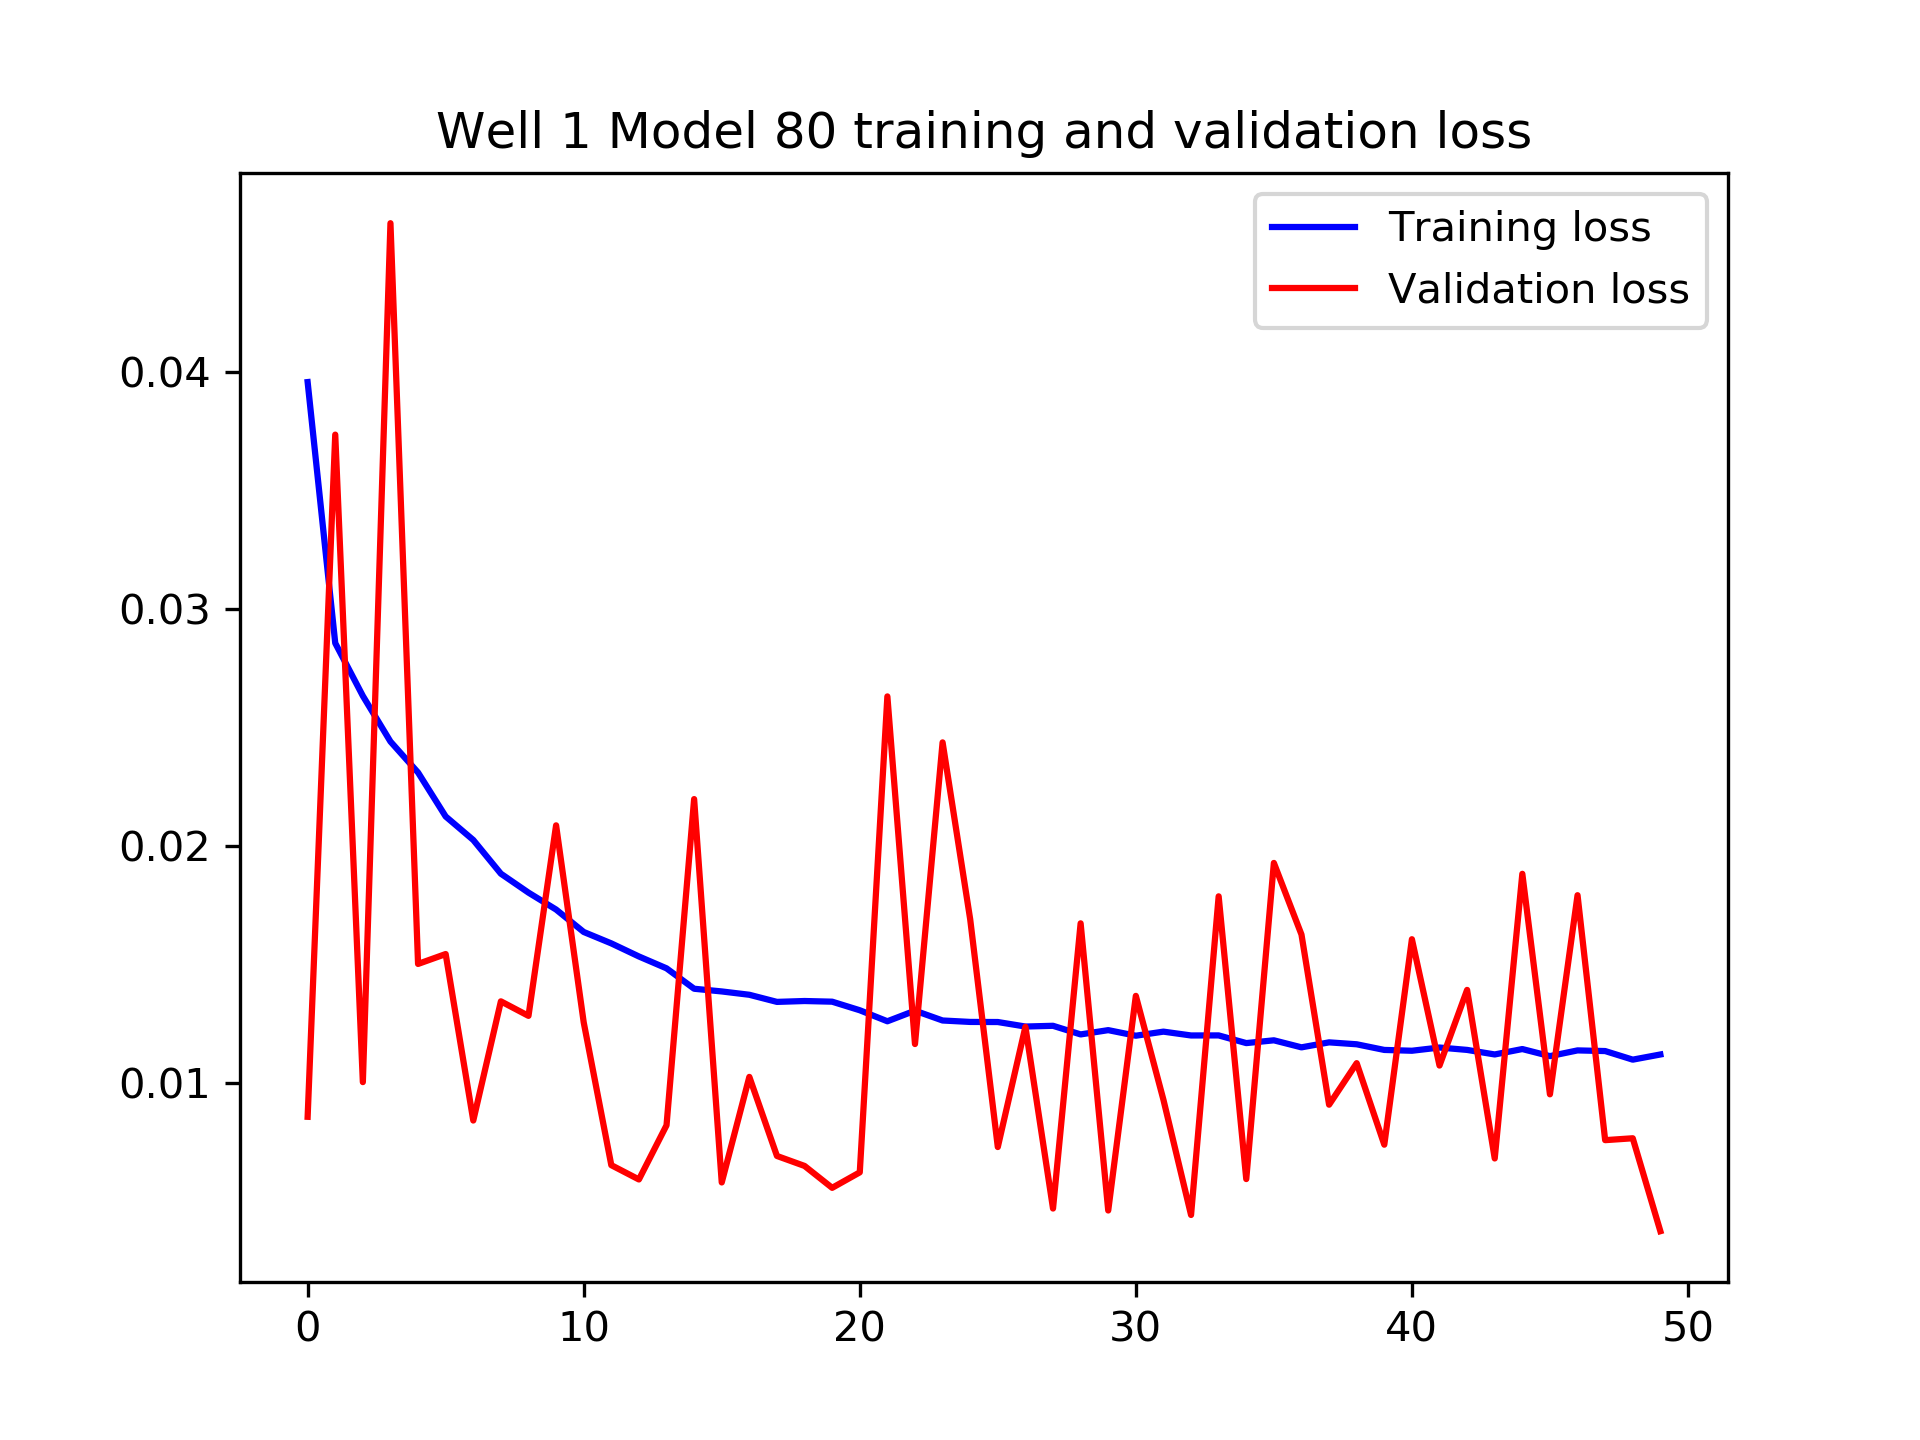 Well 1 Model 80 training and validation loss
Training loss
Validation loss
0.04
0.03
0.02
0.01
0 10 20 30 40 50